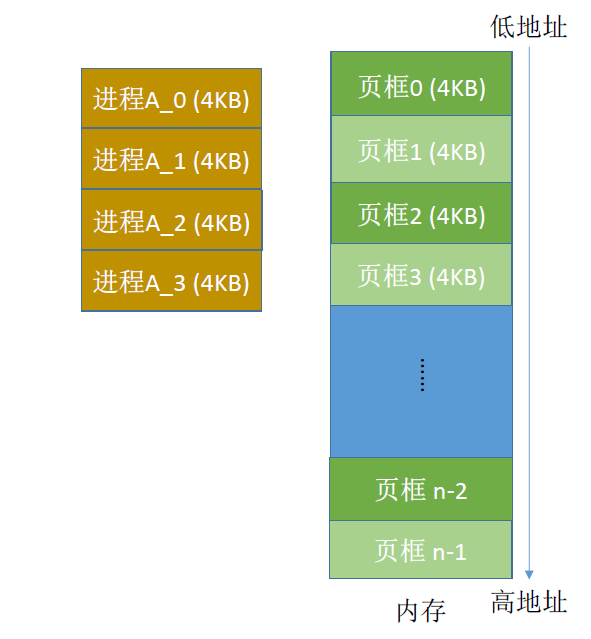 低地址
进程A_0 (4KB)
进程A_1 (4KB)
进程A_2 (4KB)
进程A_3 (4KB)
页框0 (4KB)
页框1 (4KB)
页框2 (4KB)
页框3 (4KB)
......
页框 n-2
页框 n-1
内存
高地址